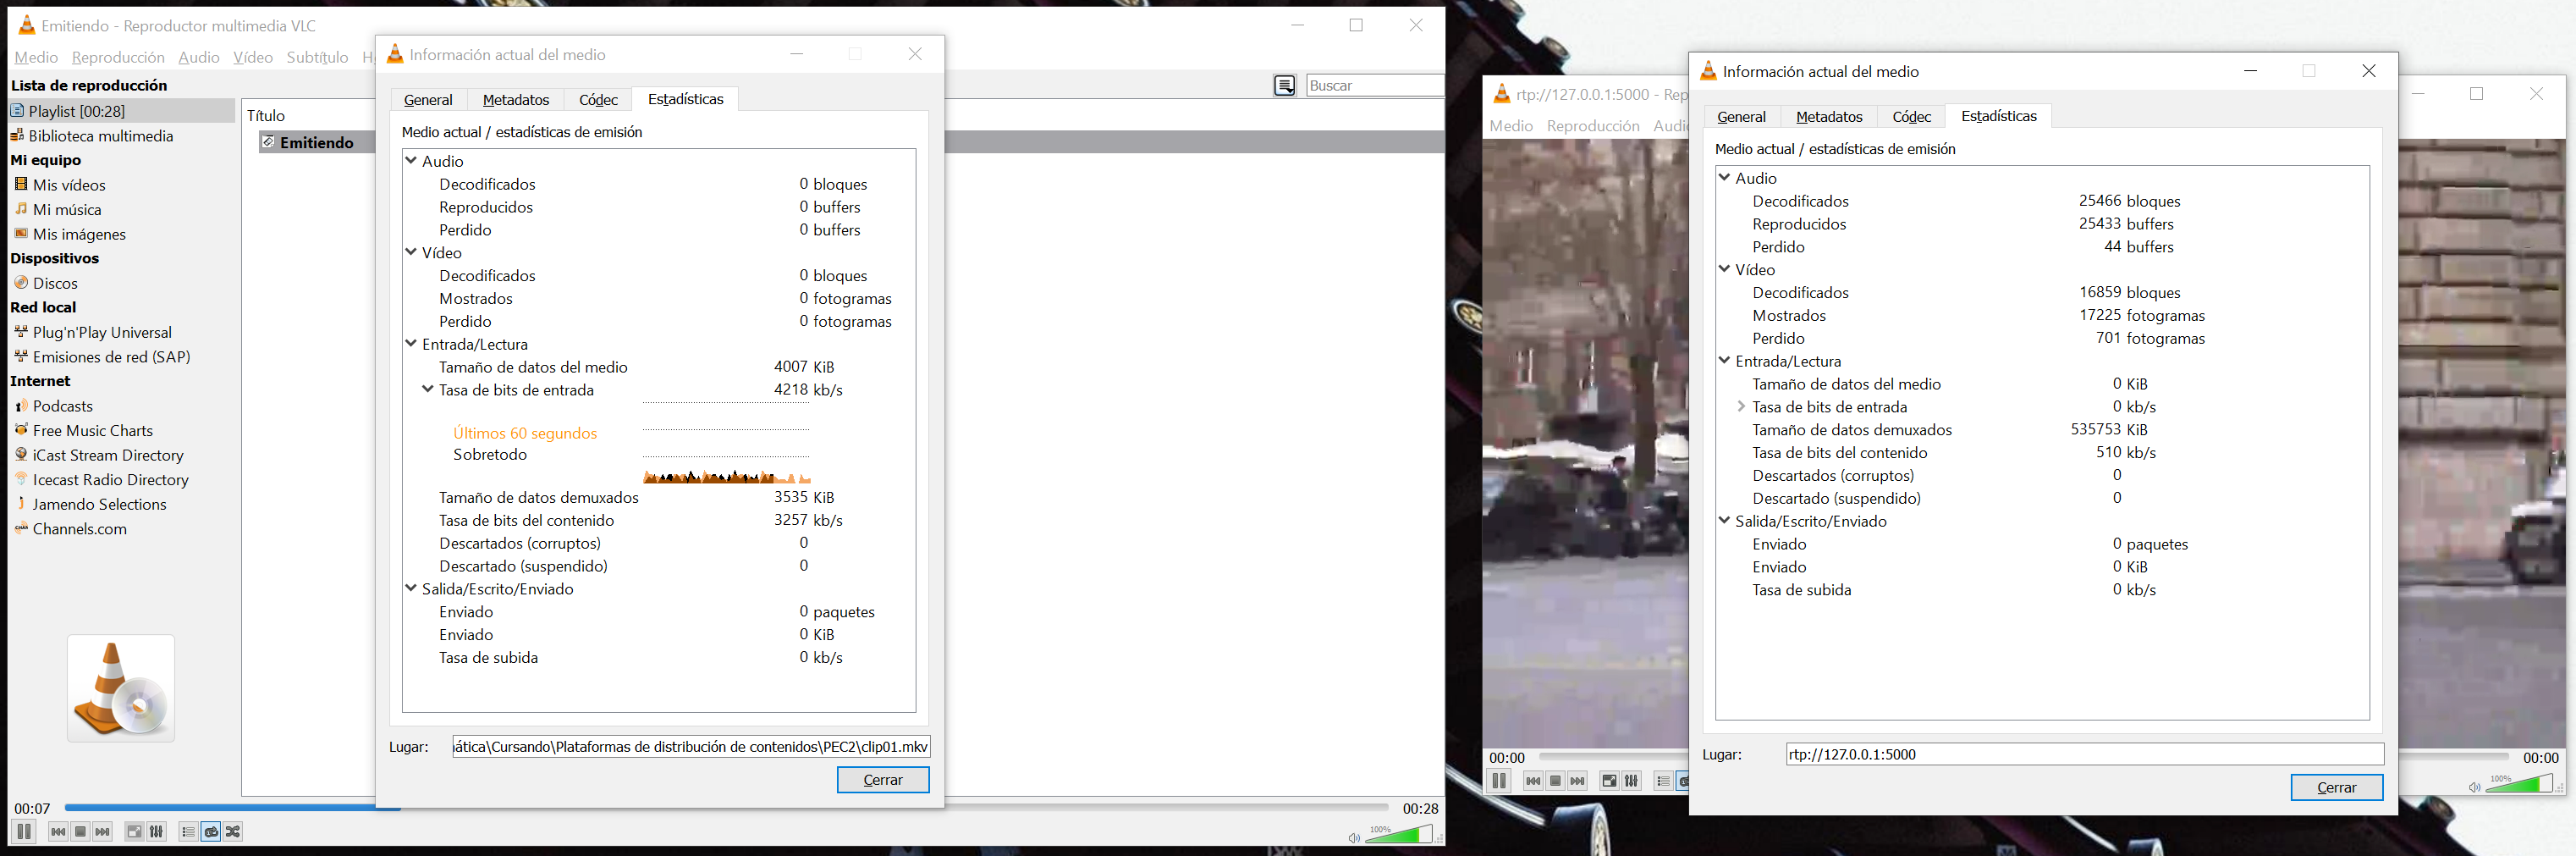 Emitiendo - Reproductor multimedia VLC
Medio Reproducción Audio Vídeo Subtítulo
Lista de reproducción
Playlist [00:28]
Biblioteca multimedia
Mi equipo
Mis vídeos
Mi música
Mis imágenes
Dispositivos
Discos
Red local
Plug'n'Play Universal
Emisiones de red (SAP)
Internet
Podcasts
Free Music Charts
iCast Stream Directory
Icecast Radio Directory
Jamendo Selections
Channels.com
Buscar
Título
Emitiendo
00:07
00:28
100%
Información actual del medio
General Metadatos Códec Estadísticas
Medio actual / estadísticas de emisión
Audio
Decodificados 0 bloques
Reproducidos 0 buffers
Perdido 0 buffers
Vídeo
Decodificados 0 bloques
Mostrados 0 fotogramas
Perdido 0 fotogramas
Entrada/Lectura
Tamaño de datos del medio 4007 KiB
Tasa de bits de entrada 4218 kb/s
Últimos 60 segundos
Sobretodo
Tamaño de datos demuxados 3535 KiB
Tasa de bits del contenido 3257 kb/s
Descartados (corruptos) 0
Descartado (suspendido) 0
Salida/Escrito/Enviado
Enviado 0 paquetes
Enviado 0 KiB
Tasa de subida 0 kb/s
Lugar: ática\Cursando\Plataformas de distribución de contenidos\PEC2\clip01.mkv
Cerrar
rtp://127.0.0.1:5000 - Rep
Medio Reproducción Audi
00:00
00:00
100%
Información actual del medio
General Metadatos Códec Estadísticas
Medio actual / estadísticas de emisión
Audio
Decodificados 25466 bloques
Reproducidos 25433 buffers
Perdido 44 buffers
Vídeo
Decodificados 16859 bloques
Mostrados 17225 fotogramas
Perdido 701 fotogramas
Entrada/Lectura
Tamaño de datos del medio 0 KiB
Tasa de bits de entrada 0 kb/s
Tamaño de datos demuxados 535753 KiB
Tasa de bits del contenido 510 kb/s
Descartados (corruptos) 0
Descartado (suspendido) 0
Salida/Escrito/Enviado
Enviado 0 paquetes
Enviado 0 KiB
Tasa de subida 0 kb/s
Lugar: rtp://127.0.0.1:5000
Cerrar